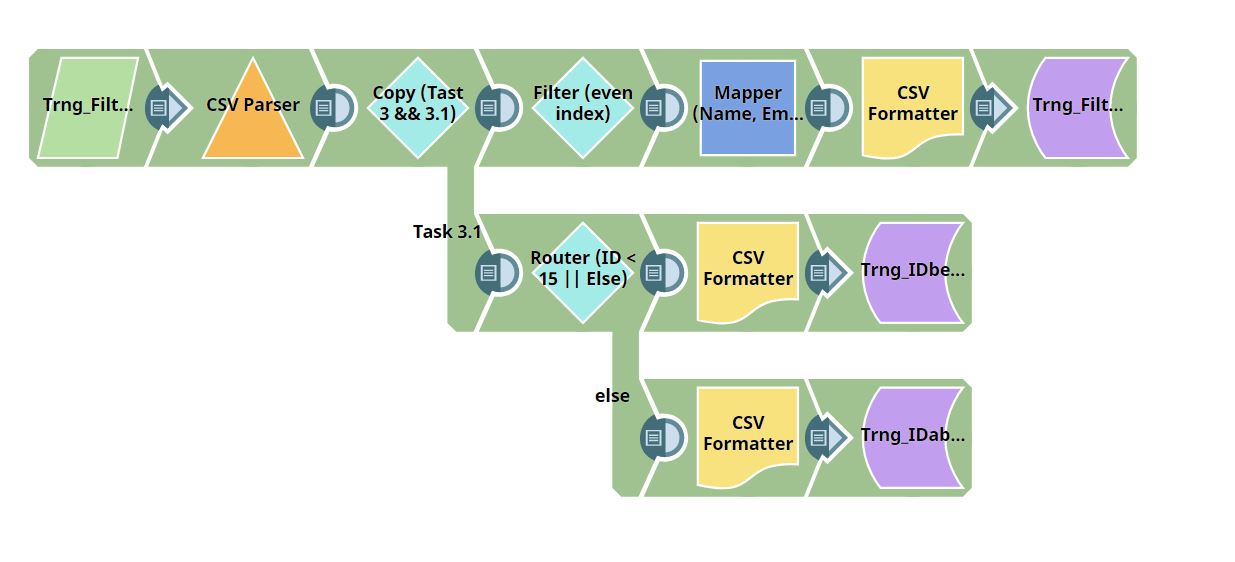 Trng_Filt...
CSV Parser
Copy (Tast
3 && 3.1)
Filter (even
index)
Mapper
(Name, Em...
CSV
Formatter
Trng_Filt...
Task 3.1
Router (ID <
15 || Else)
CSV
Formatter
Trng_IDbe...
else
CSV
Formatter
Trng_IDab...